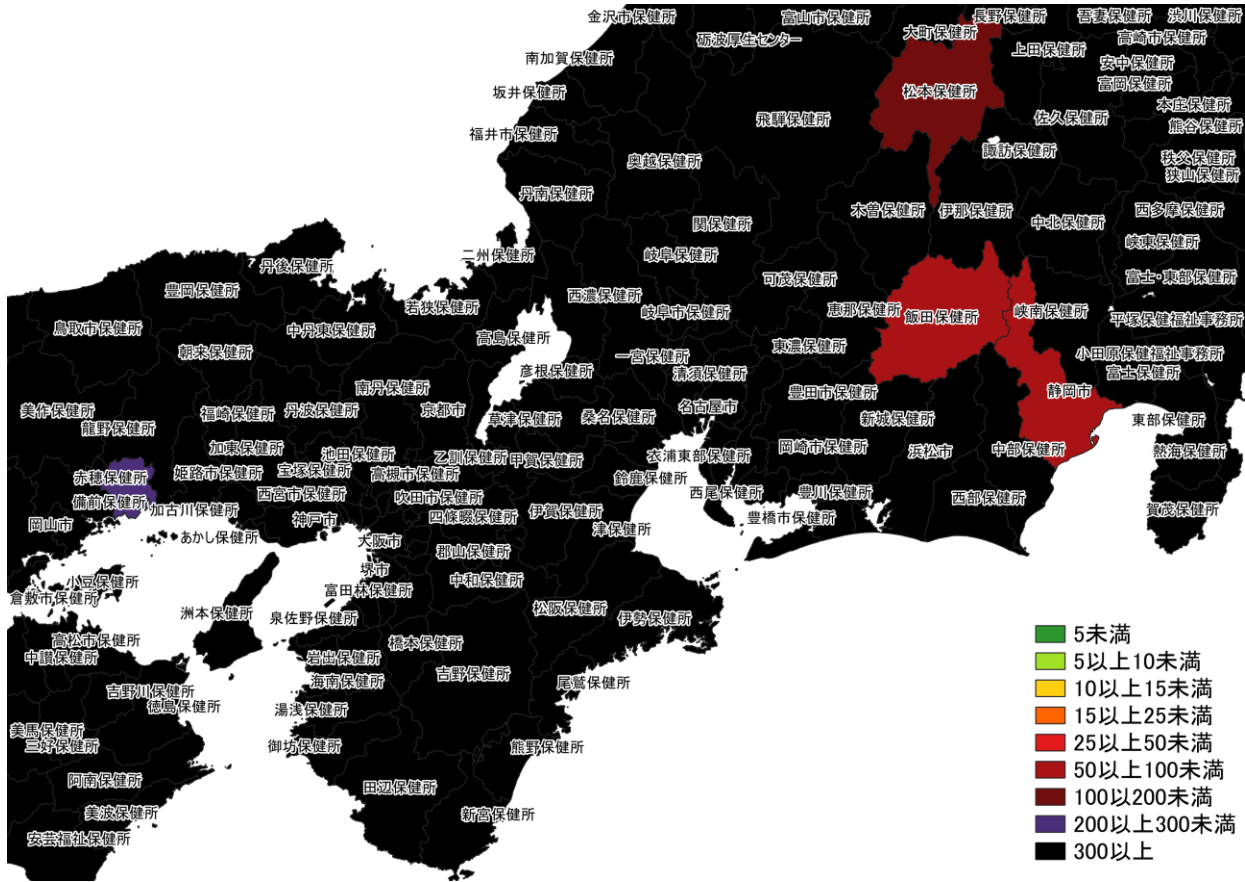 金沢市保健所
富山市保健所
長野保健所
吾妻保健所
渋川保健所
砺波厚生センター
大町保健所
高崎市保健所
南加賀保健所
上田保健所
安中保健所
富岡保健所
坂井保健所
松本保健所
本庄保健所
福井市保健所
飛騨保健所
佐久保健所
熊谷保健所
奥越保健所
諏訪保健所
秩父保健所
狭山保健所
丹南保健所
木曽保健所
伊那保健所
中北保健所
西多摩保健所
関保健所
峡東保健所
二州保健所
岐阜保健所
丹後保健所
可茂保健所
富士・東部保健所
豊岡保健所
西濃保健所
若狭保健所
岐阜市保健所
恵那保健所
飯田保健所
峡南保健所
平塚保健福祉事務所
鳥取市保健所
中丹東保健所
高島保健所
朝来保健所
一宮保健所
東濃保健所
小田原保健福祉事務所
彦根保健所
清須保健所
富士保健所
南丹保健所
豊田市保健所
静岡市
美作保健所
福崎保健所
丹波保健所
京都市
草津保健所
桑名保健所
名古屋市
新城保健所
東部保健所
龍野保健所
加東保健所
池田保健所
乙訓保健所
甲賀保健所
衣浦東部保健所
岡崎市保健所
浜松市
中部保健所
熱海保健所
赤穂保健所
姫路市保健所
宝塚保健所
高槻市保健所
鈴鹿保健所
備前保健所
加古川保健所
西宮市保健所
吹田市保健所
西尾保健所
豊川保健所
西部保健所
賀茂保健所
岡山市
神戸市
四條畷保健所
伊賀保健所
豊橋市保健所
あかし保健所
大阪市
郡山保健所
津保健所
堺市
小豆保健所
中和保健所
倉敷市保健所
富田林保健所
洲本保健所
泉佐野保健所
松阪保健所
伊勢保健所
高松市保健所
橋本保健所
中讃保健所
岩出保健所
吉野保健所
吉野川保健所
海南保健所
尾鷲保健所
徳島保健所
湯浅保健所
美馬保健所
三好保健所
御坊保健所
熊野保健所
阿南保健所
田辺保健所
美波保健所
新宮保健所
安芸福祉保健所
5未満
5以上10未満
10以上15未満
15以上25未満
25以上50未満
50以上100未満
100以200未満
200以上300未満
300以上